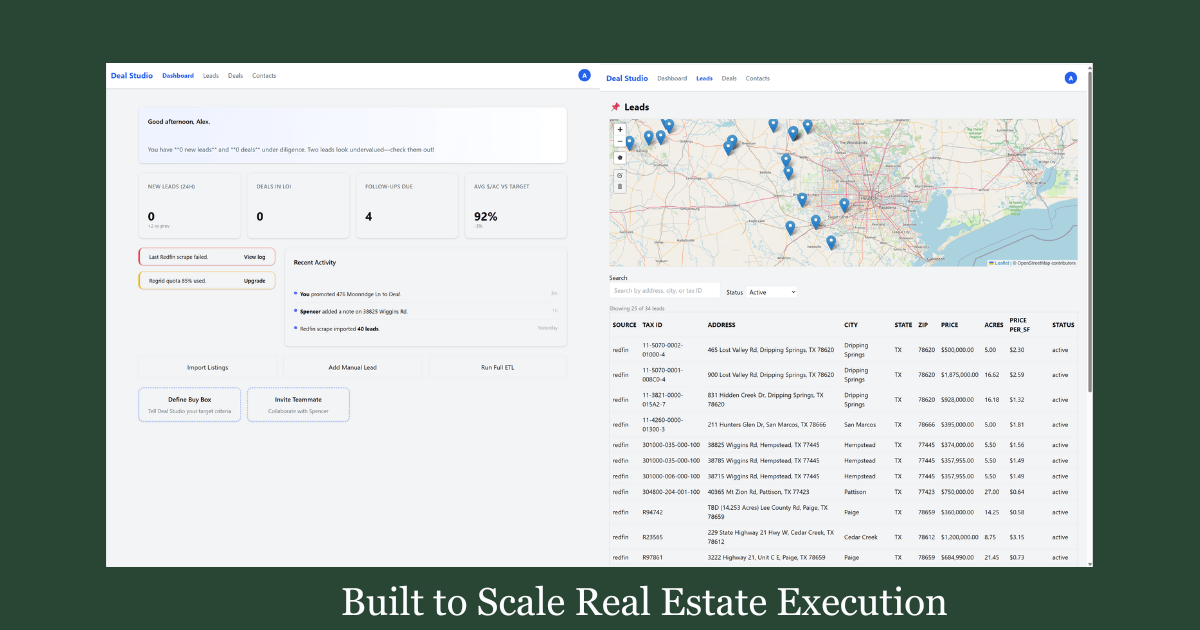 Deal Studio Dashboard Leads Deals Contacts A
Good afternoon, Alex.
You have **0 new leads** and **0 deals** under diligence. Two leads look undervalued—check them out!
NEW LEADS (24H) DEALS IN LOI FOLLOW-UPS DUE AVG $/AC VS TARGET
0 0 4 92%
+2 vs prev -3%
Last Redfin scrape failed. View log
Regrid quota 85% used. Upgrade
Recent Activity
You promoted 476 Moonridge Ln to Deal.
Spencer added a note on 38825 Wiggins Rd.
Redfin scrape imported 40 leads. Yesterday
Import Listings Add Manual Lead Run Full ETL
Define Buy Box Invite Teammate
Tell Deal Studio your target criteria Collaborate with Spencer
Deal Studio Dashboard Leads Deals Contacts A
Leads
+
−
The Woodlands
Houston
Sugar Land
Leaflet | © OpenStreetMap contributors
Search
Search by address, city, or tax ID Status Active
Showing 25 of 34 leads
SOURCE TAX ID ADDRESS CITY STATE ZIP PRICE ACRES PRICE PER_SF STATUS
redfin 11-5070-0002-01000-4 465 Lost Valley Rd, Dripping Springs, TX 78620 Dripping Springs TX 78620 $500,000.00 5.00 $2.30 active
redfin 11-5070-0001-008C0-4 900 Lost Valley Rd, Dripping Springs, TX 78620 Dripping Springs TX 78620 $1,875,000.00 16.62 $2.59 active
redfin 11-3821-0000-015A2-7 831 Hidden Creek Dr, Dripping Springs, TX 78620 Dripping Springs TX 78620 $928,000.00 16.18 $1.32 active
redfin 11-4260-0000-01300-3 211 Hunters Glen Dr, San Marcos, TX 78666 San Marcos TX 78666 $395,000.00 5.00 $1.81 active
redfin 301000-035-000-100 38825 Wiggins Rd, Hempstead, TX 77445 Hempstead TX 77445 $374,000.00 5.50 $1.56 active
redfin 301000-035-000-100 38785 Wiggins Rd, Hempstead, TX 77445 Hempstead TX 77445 $357,955.00 5.50 $1.49 active
redfin 301000-006-000-100 38715 Wiggins Rd, Hempstead, TX 77445 Hempstead TX 77445 $357,955.00 5.50 $1.49 active
redfin 304800-204-001-100 40365 Mt Zion Rd, Pattison, TX 77423 Pattison TX 77423 $750,000.00 27.00 $0.64 active
redfin R94742 TBD (14.253 Acres) Lee County Rd, Paige, TX 78659 Paige TX 78659 $360,000.00 14.25 $0.58 active
redfin R23565 229 State Highway 21 Hwy W, Cedar Creek, TX 78612 Cedar Creek TX 78612 $1,200,000.00 8.75 $3.15 active
redfin R97861 3222 Highway 21, Unit C E, Paige, TX 78659 Paige TX 78659 $684,990.00 21.45 $0.73 active
Built to Scale Real Estate Execution